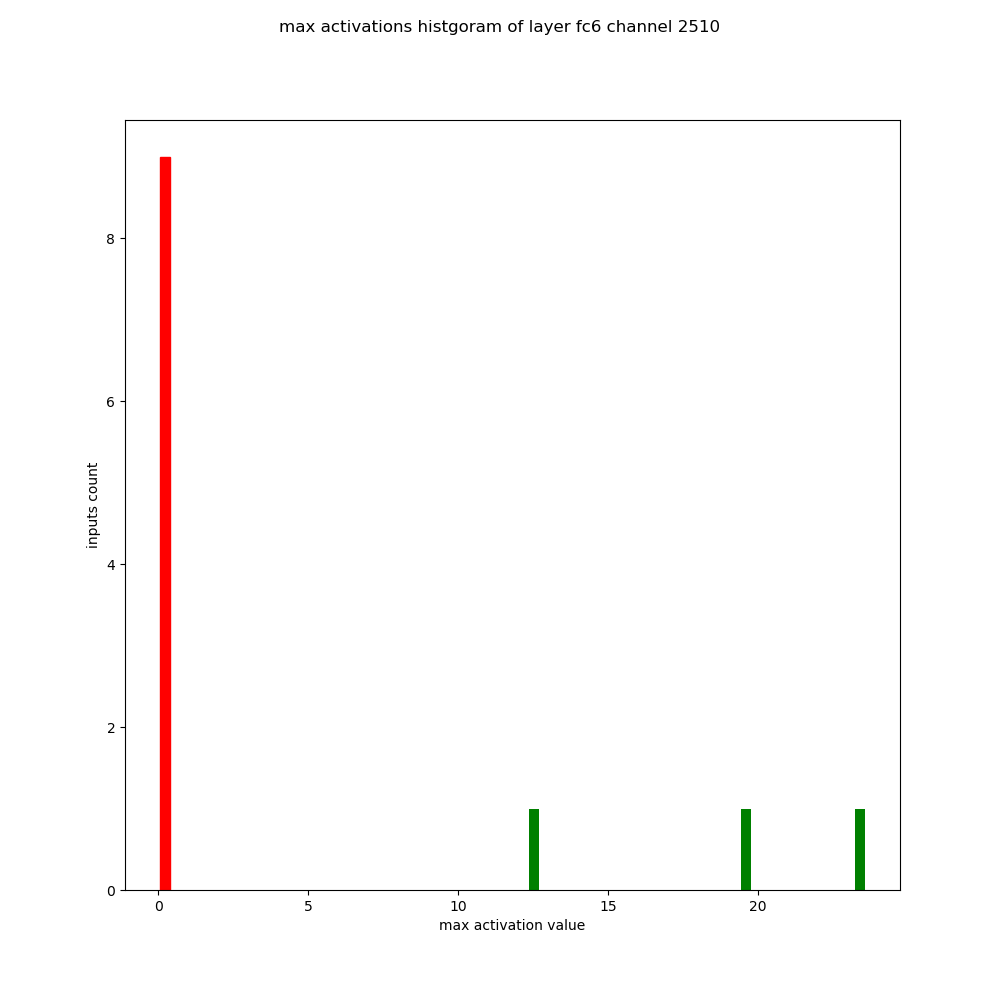 max activations histgoram of layer fc6 channel 2510
inputs count
8
6
4
2
0
0 5 10 15 20
max activation value